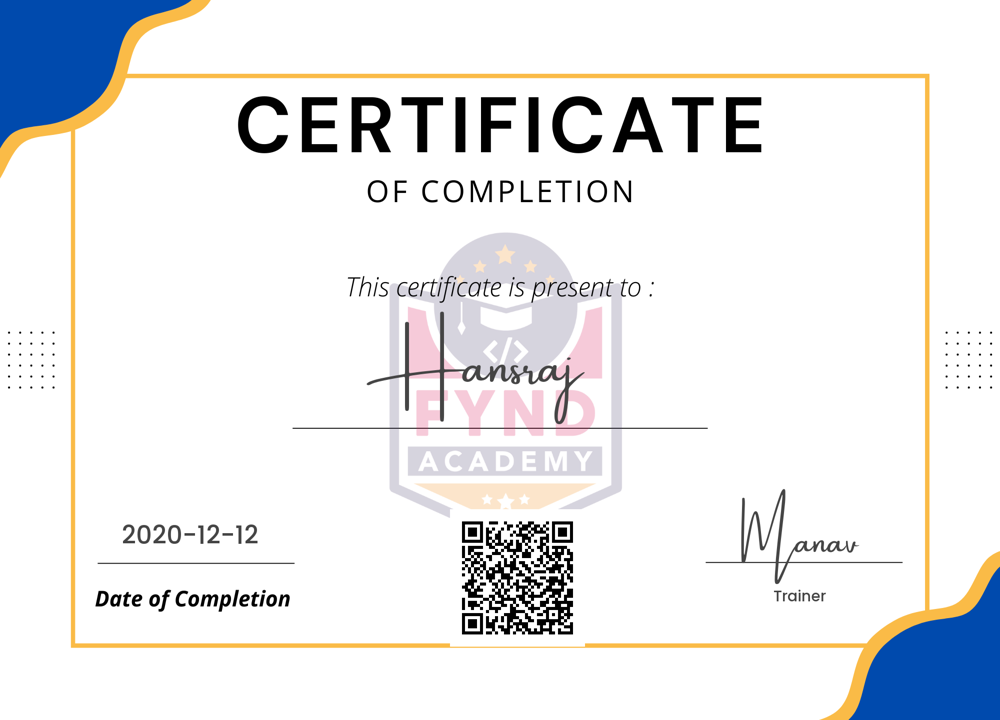 CERTIFICATE
OF COMPLETION
This certificate is present to :
Hansraj
FYND
ACADEMY
2020-12-12
Manav
Date of Completion
Trainer